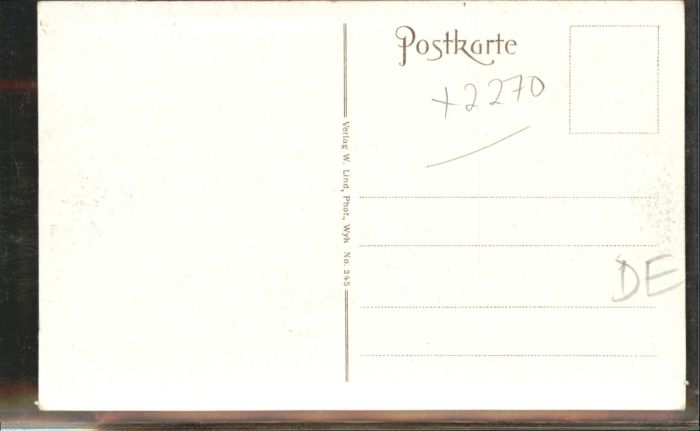 Postkarte
+2270
Verlag W. Lind, Phot., Wyk No. 245
DE